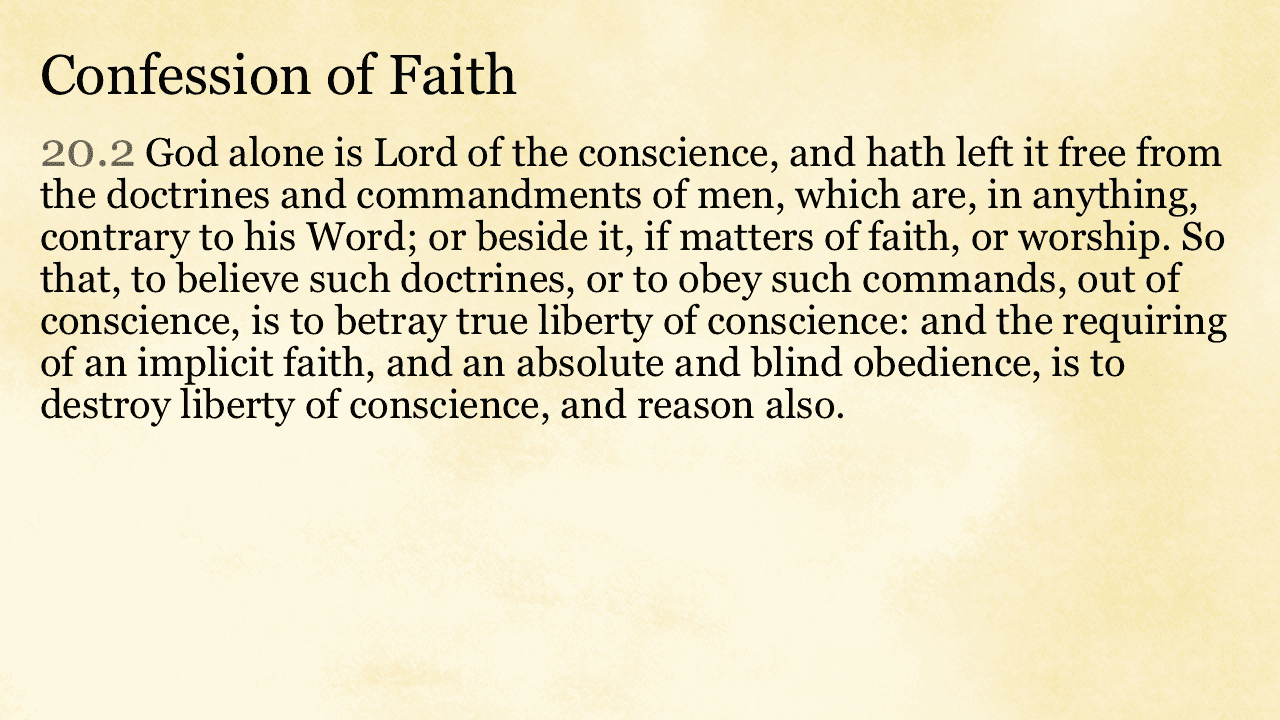 Confession of Faith
20.2 God alone is Lord of the conscience, and hath left it free from
the doctrines and commandments of men, which are, in anything,
contrary to his Word; or beside it, if matters of faith, or worship. So
that, to believe such doctrines, or to obey such commands, out of
conscience, is to betray true liberty of conscience: and the requiring
of an implicit faith, and an absolute and blind obedience, is to
destroy liberty of conscience, and reason also.